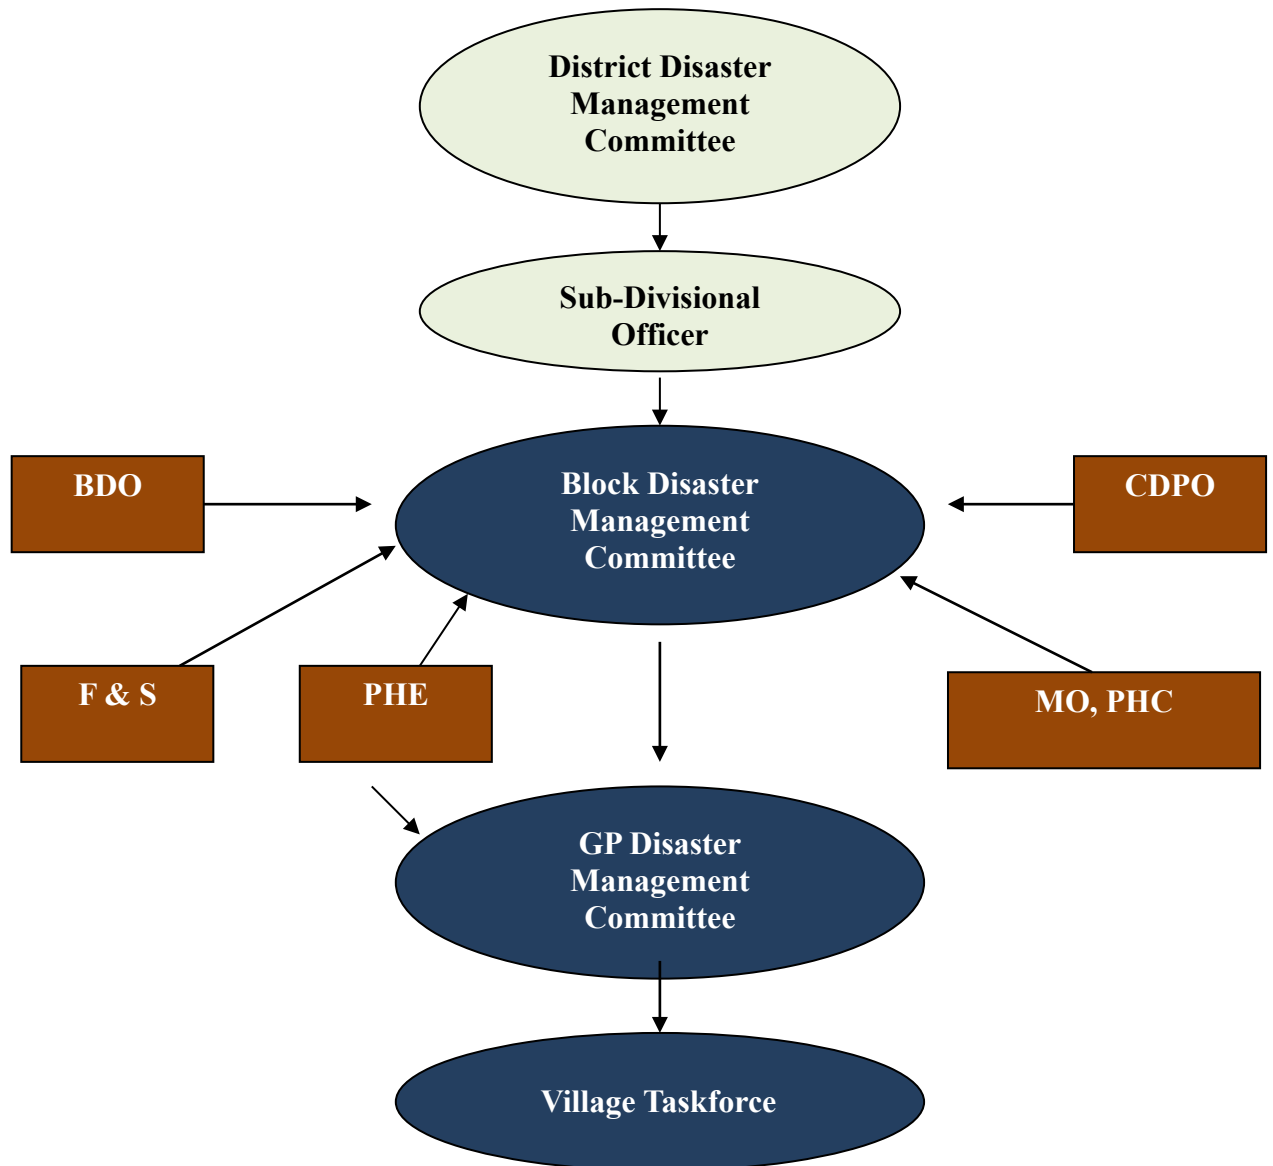 District Disaster
Management
Committee
Sub-Divisional
Officer
BDO
Block Disaster
Management
Committee
CDPO
F & S
PHE
MO, PHC
GP Disaster
Management
Committee
Village Taskforce